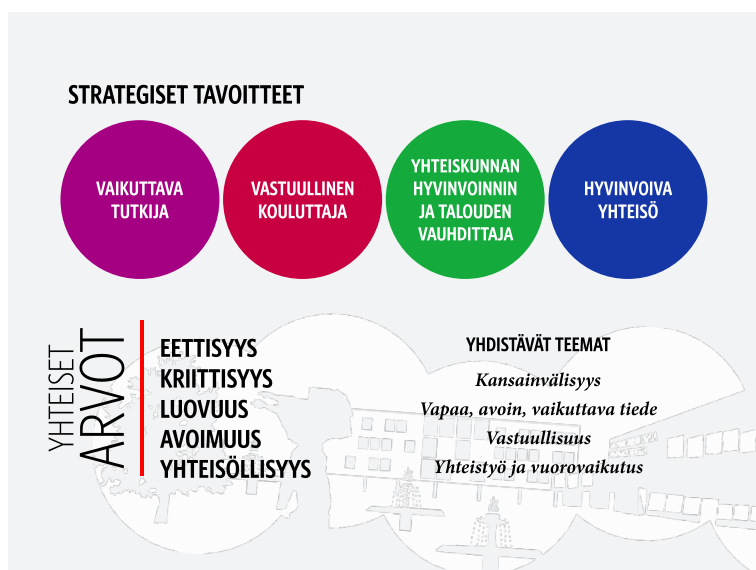 STRATEGISET TAVOITTEET
VAIKUTTAVA
TUTKIJA
VASTUULLINEN
KOULUTTAJA
YHTEISKUNNAN
HYVINVOINNIN
JA TALOUDEN
VAUHDITTAJA
HYVINVOIVA
YHTEISÖ
YHTEISET
ARVOT
EETTISYYS
KRIITTISYYS
LUOVUUS
AVOIMUUS
YHTEISÖLLISYYS
YHDISTÄVÄT TEEMAT
Kansainvälisyys
Vapaa, avoin, vaikuttava tiede
Vastuullisuus
Yhteistyö ja vuorovaikutus